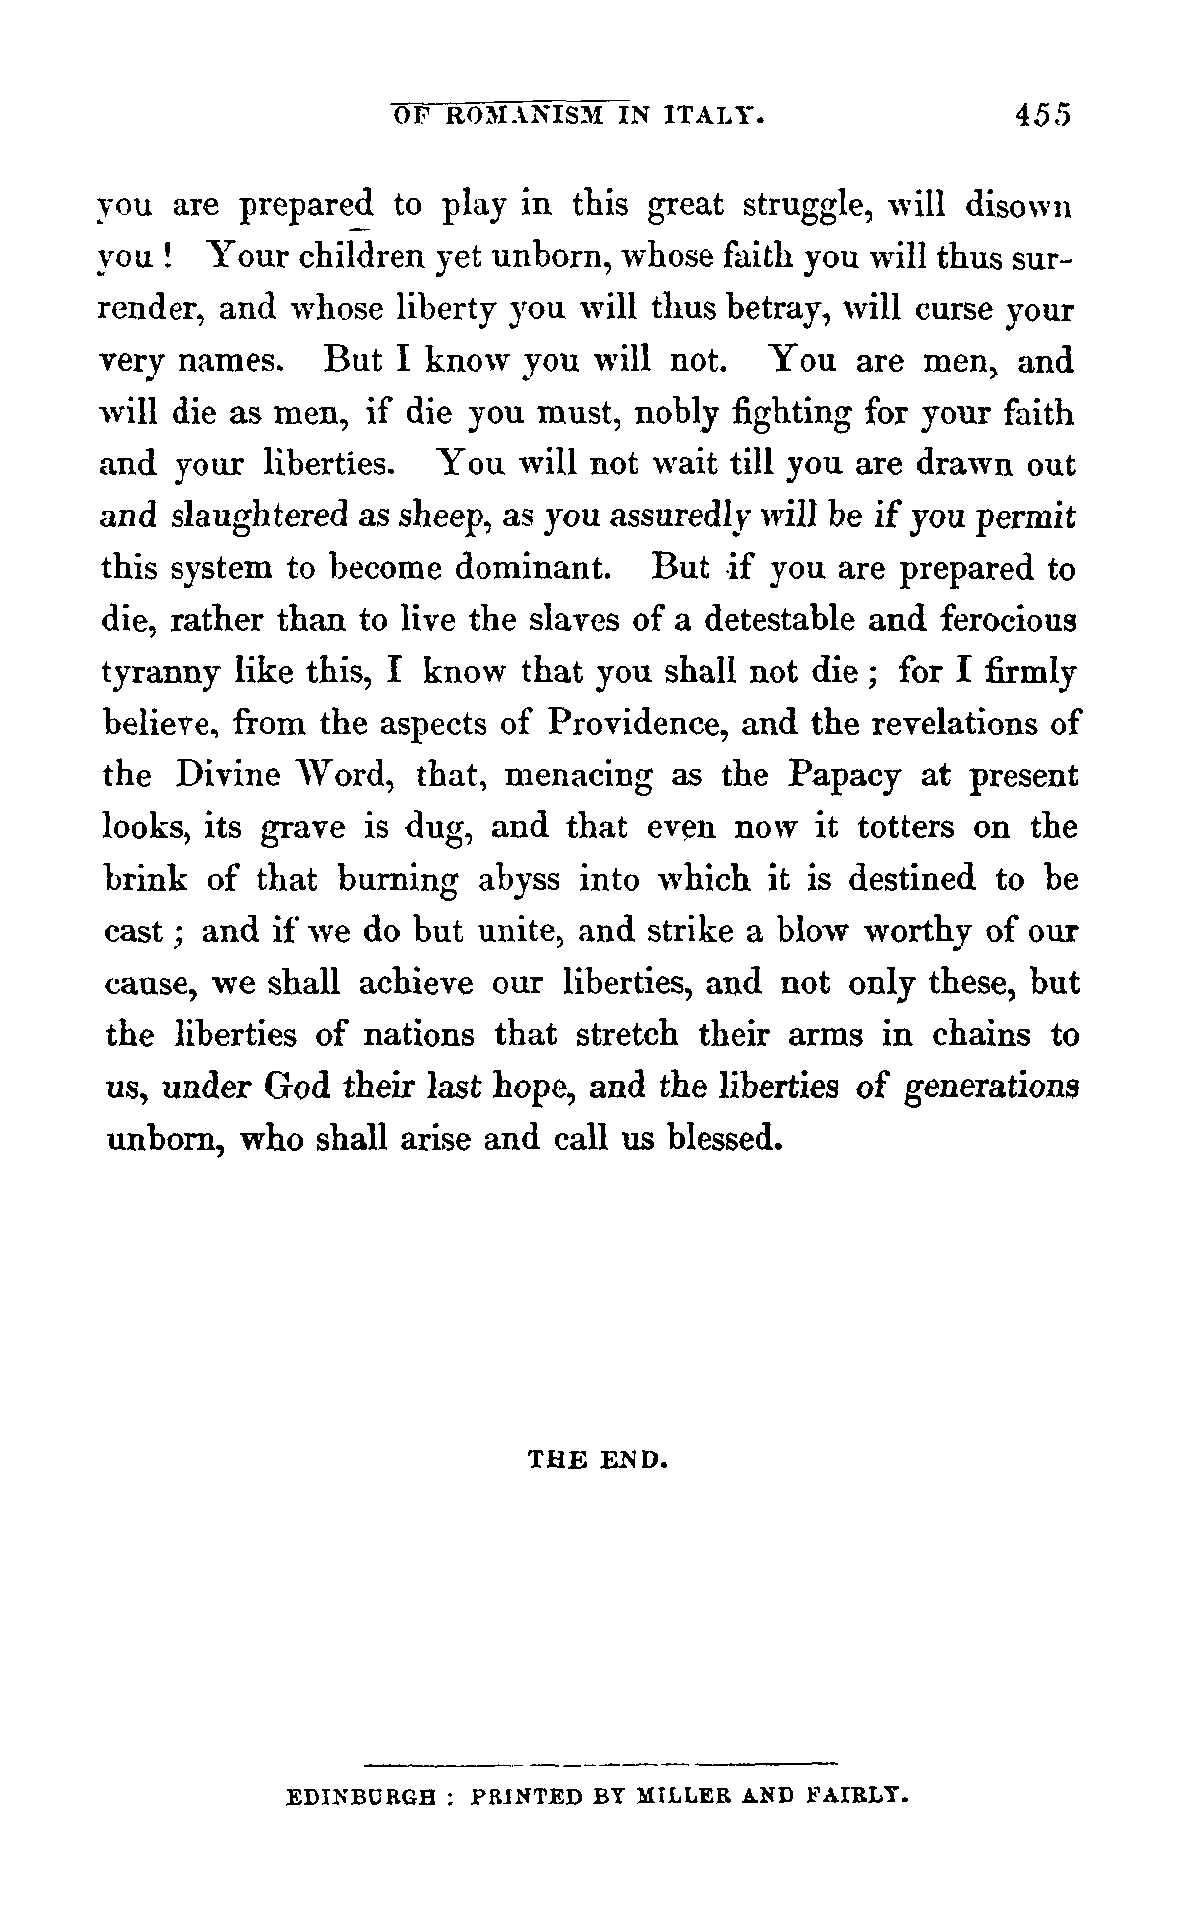 OF ROMANISM IN ITALY. 455
you are prepared to play in this great struggle, will disown
you ! Your children yet unborn, whose faith you will thus sur-
render, and whose liberty you will thus betray, will curse your
very names. But I know you will not. You are men, and
will die as men, if die you must, nobly fighting for your faith
and your liberties. You will not wait till you are drawn out
and slaughtered as sheep, as you assuredly will be if you permit
this system to become dominant. But if you are prepared to
die, rather than to live the slaves of a detestable and ferocious
tyranny like this, I know that you shall not die ; for I firmly
believe, from the aspects of Providence, and the revelations of
the Divine Word, that, menacing as the Papacy at present
looks, its grave is dug, and that even now it totters on the
brink of that burning abyss into which it is destined to be
cast ; and if we do but unite, and strike a blow worthy of our
cause, we shall achieve our liberties, and not only these, but
the liberties of nations that stretch their arms in chains to
us, under God their last hope, and the liberties of generations
unborn, who shall arise and call us blessed.
THE END.
EDINBURGH : PRINTED BY MILLER AND FAIRLY.